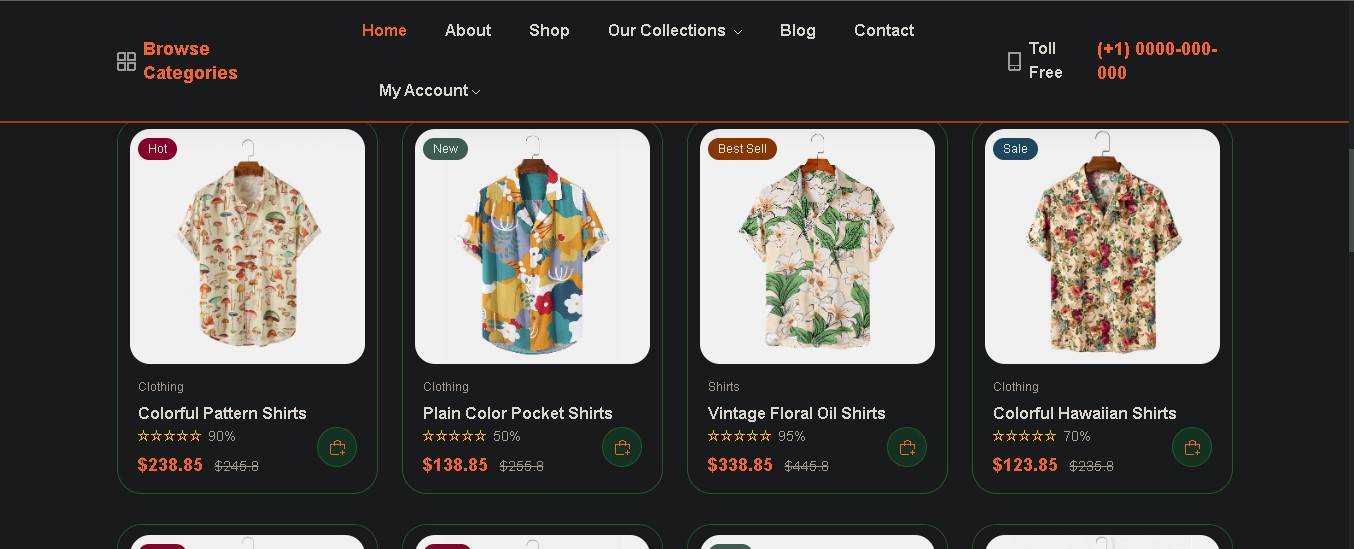 Browse
Categories
Home About Shop Our Collections Blog Contact
My Account
Toll
Free
(+1) 0000-000-
000
Hot
New
Best Sell
Sale
Clothing
Colorful Pattern Shirts
90%
$238.85 $245.8
Clothing
Plain Color Pocket Shirts
50%
$138.85 $255.8
Shirts
Vintage Floral Oil Shirts
95%
$338.85 $445.8
Clothing
Colorful Hawaiian Shirts
70%
$123.85 $235.8